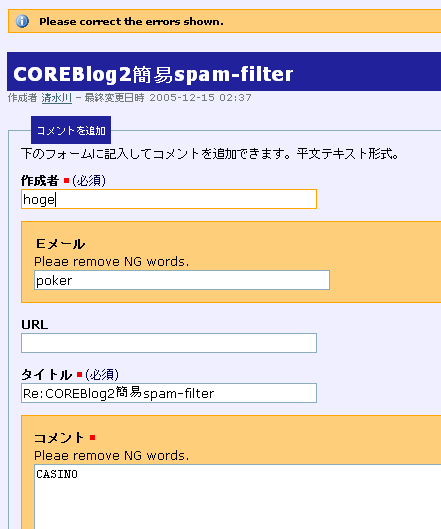 Please correct the errors shown.
COREBlog2簡易spam-filter
作成者 清水川 − 最終変更日時 2005-12-15 02:37
コメントを追加
下のフォームに記入してコメントを追加できます。平文テキスト形式。
作成者 (必須)
hoge
Eメール
Pleae remove NG words.
poker
URL
タイトル (必須)
Re:COREBlog2簡易spam-filter
コメント
Pleae remove NG words.
CASINO